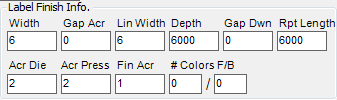 Label Finish Info.
Width Gap Acr Lin Width Depth Gap Dwn Rpt Length
6 0 6 6000 0 6000
Acr Die Acr Press Fin Acr # Colors F/B
2 2 1 0 / 0